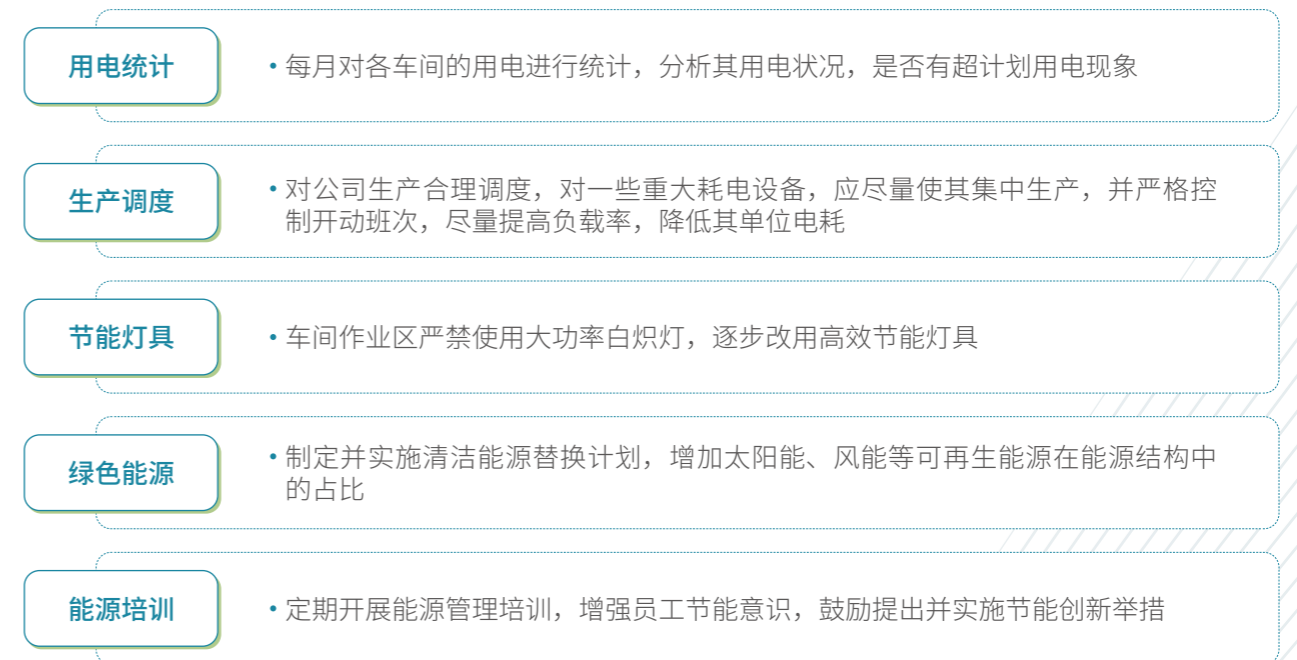 用电统计
• 每月对各车间的用电进行统计，分析其用电状况，是否有超计划用电现象
生产调度
• 对公司生产合理调度，对一些重大耗电设备，应尽量使其集中生产，并严格控
制开动班次，尽量提高负载率，降低其单位电耗
节能灯具
• 车间作业区严禁使用大功率白炽灯，逐步改用高效节能灯具
绿色能源
• 制定并实施清洁能源替换计划，增加太阳能、风能等可再生能源在能源结构中
的占比
能源培训
• 定期开展能源管理培训，增强员工节能意识，鼓励提出并实施节能创新举措